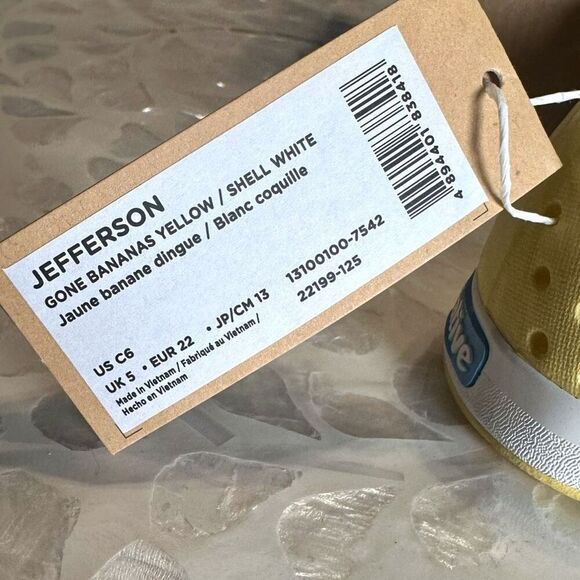 JEFFERSON
GONE BANANAS YELLOW / SHELL WHITE
Jaune banane dingue / Blanc coquille
US C6
UK 5 • EUR 22 • JP/CM 13
13100100-7542
22199-125
Made in Vietnam / Fabriqué au Vietnam /
Hecho en Vietnam
4 894401 838418